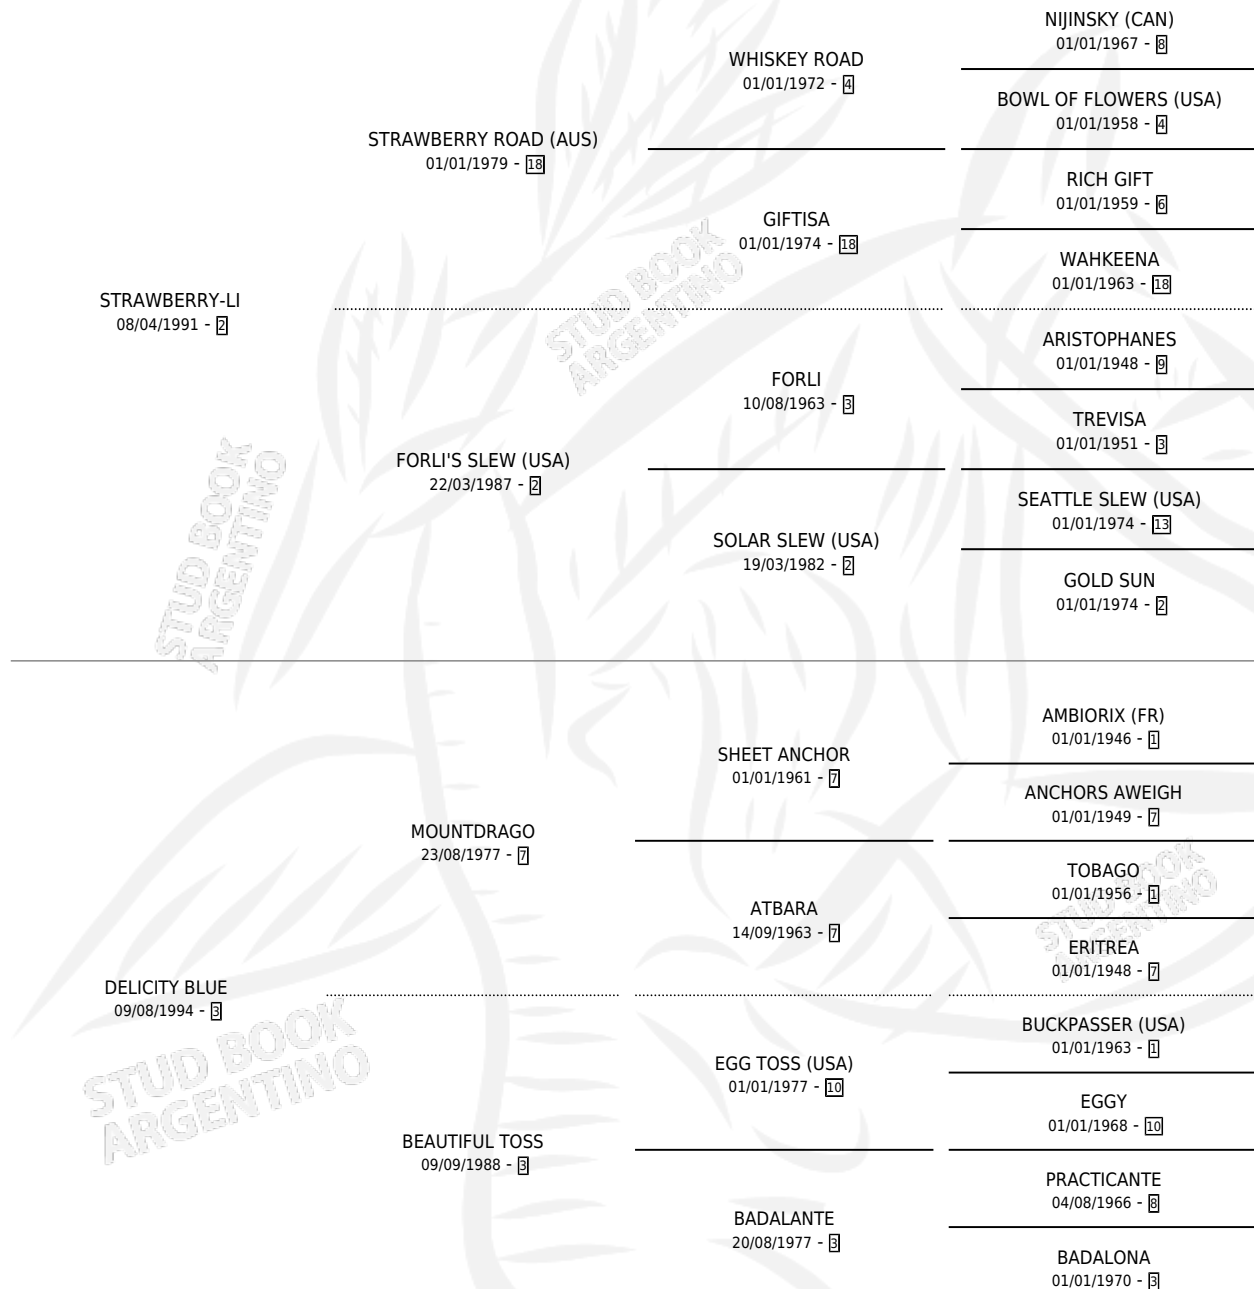 NIJINSKY (CAN)
01/01/1967 - 8
WHISKEY ROAD
01/01/1972 - 4
BOWL OF FLOWERS (USA)
01/01/1958 - 4
STRAWBERRY ROAD (AUS)
01/01/1979 - 18
RICH GIFT
01/01/1959 - 6
GIFTISA
01/01/1974 - 18
WAHKEENA
01/01/1963 - 18
STRAWBERRY-LI
08/04/1991 - 2
ARISTOPHANES
01/01/1948 - 9
FORLI
10/08/1963 - 3
TREVISA
01/01/1951 - 3
FORLI'S SLEW (USA)
22/03/1987 - 2
SEATTLE SLEW (USA)
01/01/1974 - 13
SOLAR SLEW (USA)
19/03/1982 - 2
GOLD SUN
01/01/1974 - 2
AMBIORIX (FR)
01/01/1946 - 1
SHEET ANCHOR
01/01/1961 - 7
ANCHORS AWEIGH
01/01/1949 - 7
MOUNTDRAGO
23/08/1977 - 7
TOBAGO
01/01/1956 - 1
ATBARA
14/09/1963 - 7
ERITREA
01/01/1948 - 7
DELICITY BLUE
09/08/1994 - 3
BUCKPASSER (USA)
01/01/1963 - 1
EGG TOSS (USA)
01/01/1977 - 10
EGGY
01/01/1968 - 10
BEAUTIFUL TOSS
09/09/1988 - 3
PRACTICANTE
04/08/1966 - 8
BADALANTE
20/08/1977 - 3
BADALONA
01/01/1970 - 3
STUD BOOK
ARGENTINO
STUD BOOK
ARGENTINO
STUD BOOK
ARGENTINO
STUD BOOK
ARGENTINO